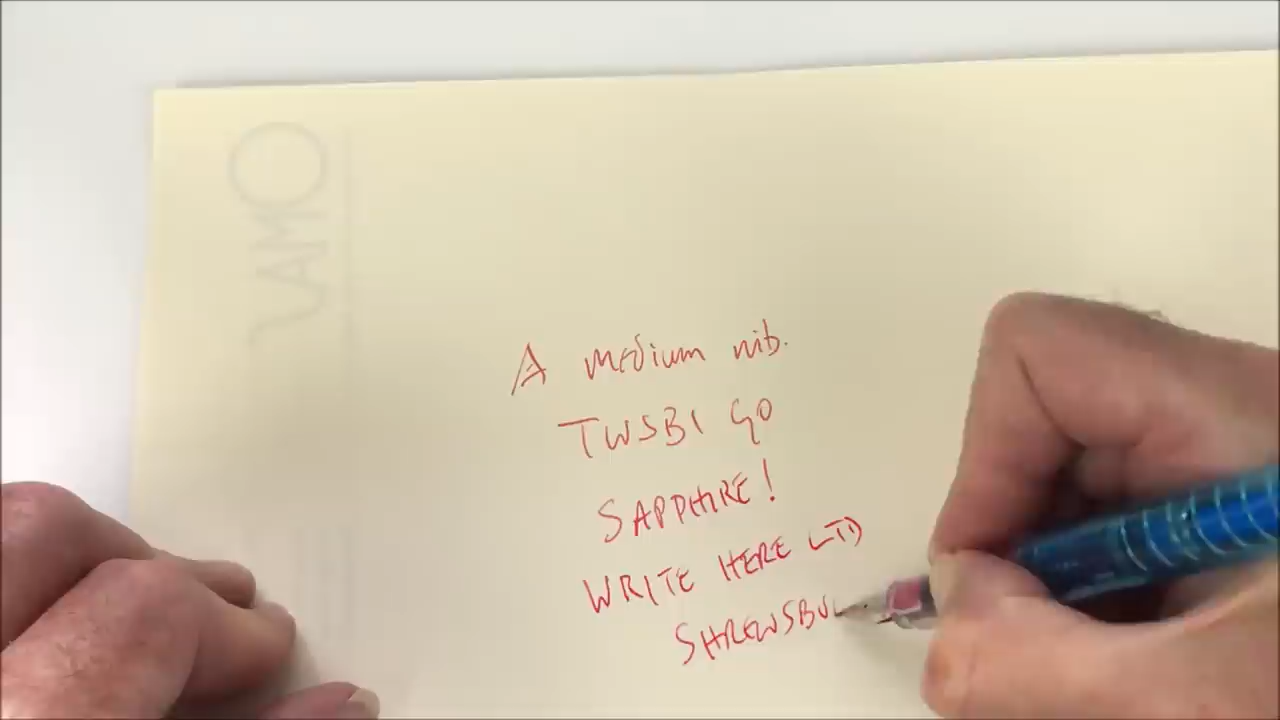 A medium nib.
TWSBI GO
SAPPHIRE!
WRITE HERE LTD
SHREWSBU